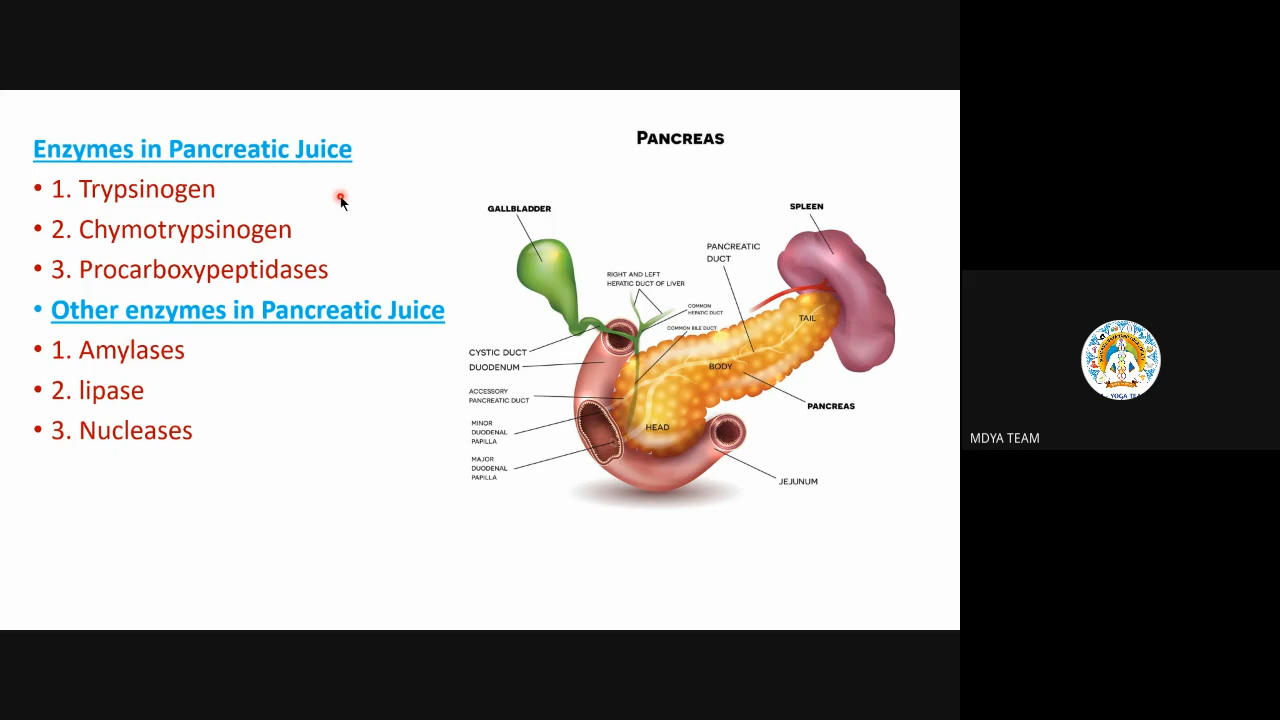 Enzymes in Pancreatic Juice
• 1. Trypsinogen
• 2. Chymotrypsinogen
• 3. Procarboxypeptidases
• Other enzymes in Pancreatic Juice
• 1. Amylases
• 2. lipase
• 3. Nucleases
PANCREAS
GALLBLADDER
SPLEEN
PANCREATIC
DUCT
RIGHT AND LEFT
HEPATIC DUCT OF LIVER
COMMON
HEPATIC DUCT
COMMON BILE DUCT
TAIL
CYSTIC DUCT
DUODENUM
BODY
ACCESSORY
PANCREATIC DUCT
PANCREAS
MINOR
DUODENAL
PAPILLA
HEAD
MAJOR
DUODENAL
PAPILLA
JEJUNUM
MDYA TEAM